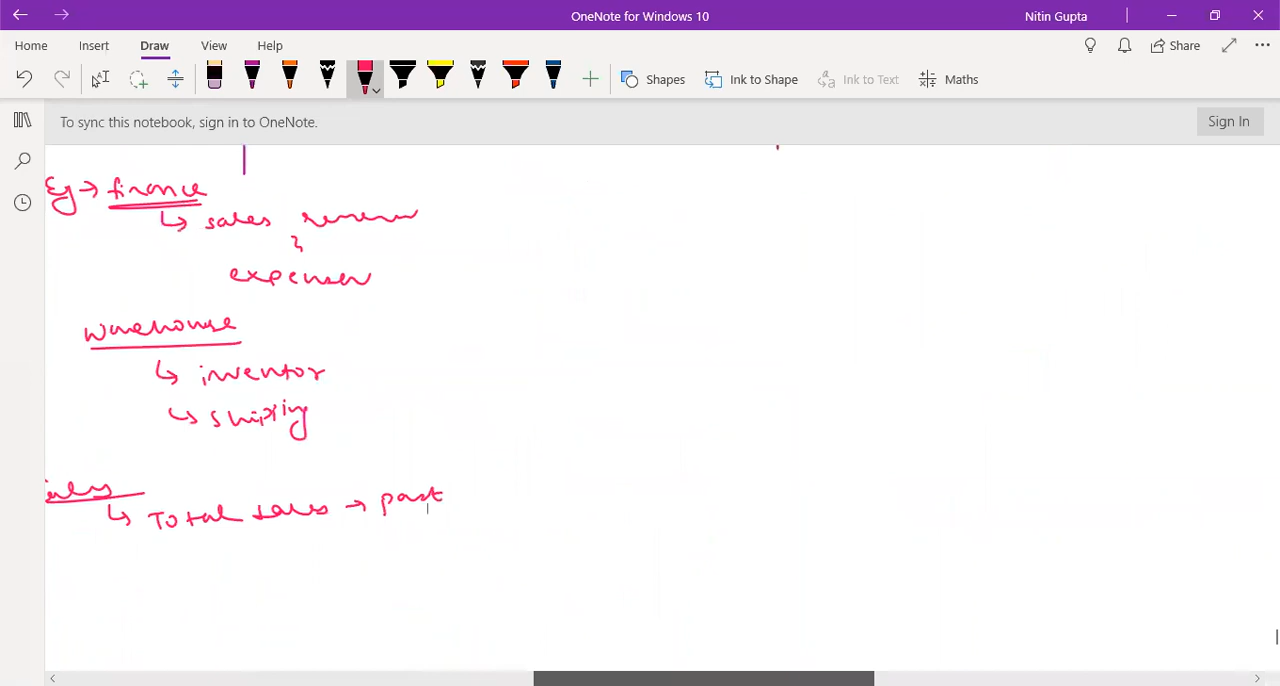 OneNote for Windows 10
Nitin Gupta
Home Insert Draw View Help
Share
Shapes Ink to Shape Ink to Text Maths
To sync this notebook, sign in to OneNote.
Sign In
Eg → finance
↳ sales revenue
&
expenses
Warehouse
↳ inventor
↳ shipping
Sales
↳ Total sales → past